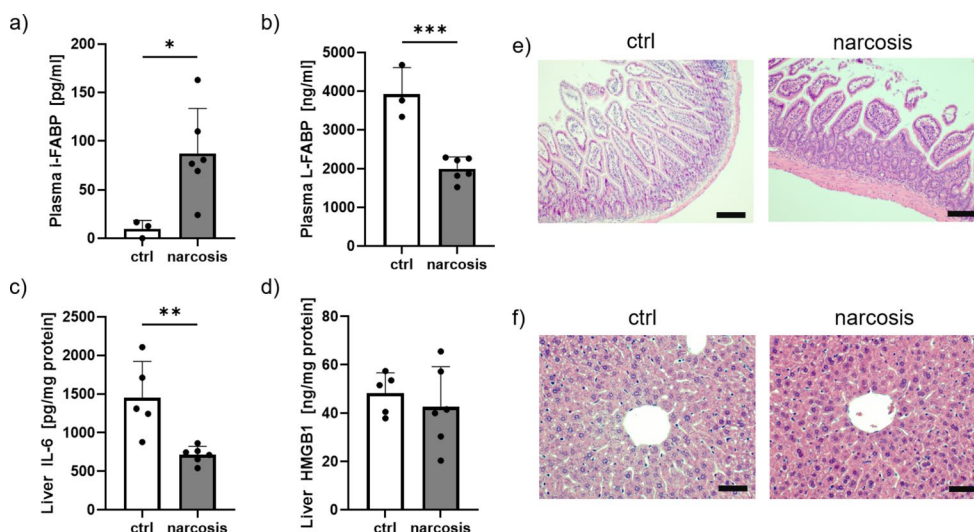 a)
Plasma i-FABP [pg/ml]
200
150
100
50
0
*
ctrl
narcosis
b)
Plasma L-FABP [ng/ml]
6000
5000
4000
3000
2000
1000
0
***
ctrl
narcosis
c)
Liver IL-6 [pg/mg protein]
2500
2000
1500
1000
500
0
**
ctrl
narcosis
d)
Liver HMGB1 [ng/mg protein]
80
60
40
20
0
ctrl
narcosis
e)
ctrl
narcosis
f)
ctrl
narcosis